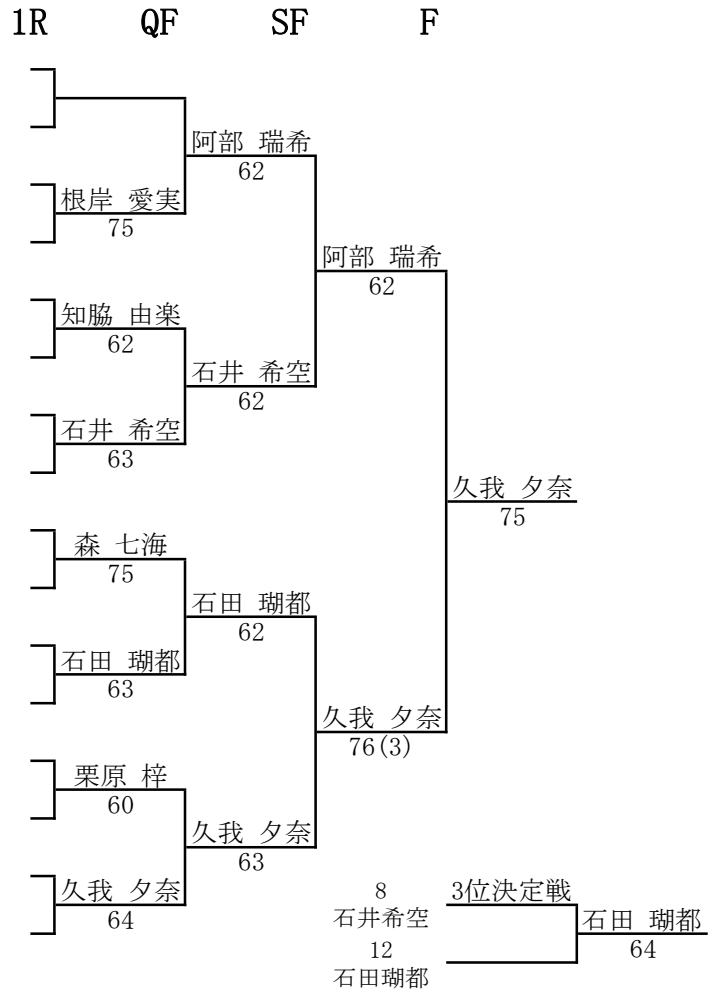 1R QF SF F
阿部 瑞希
62
根岸 愛実
75
阿部 瑞希
62
知脇 由楽
62
石井 希空
62
石井 希空
63
久我 夕奈
75
森 七海
75
石田 瑚都
62
石田 瑚都
63
久我 夕奈
76(3)
栗原 梓
60
久我 夕奈
63
久我 夕奈
64
8 3位決定戦
石井希空
石田 瑚都
64
12
石田瑚都